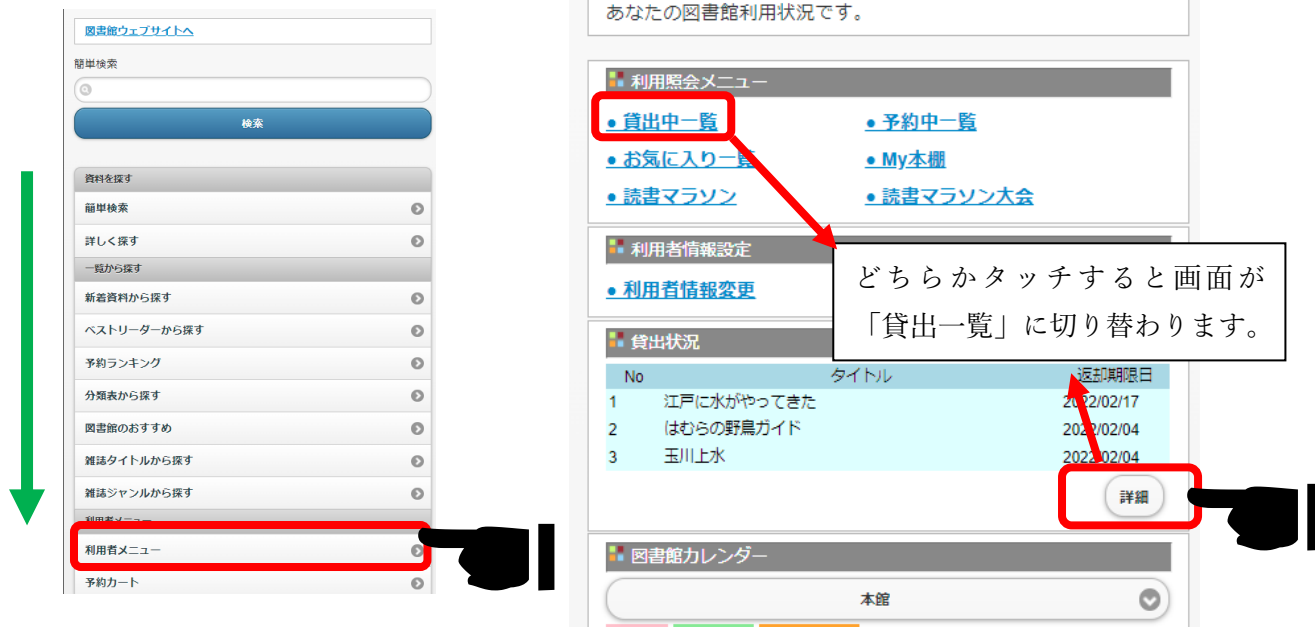 図書館ウェブサイトへ
簡単検索
検索
資料を探す
簡単検索
詳しく探す
一覧から探す
新着資料から探す
ベストリーダーから探す
予約ランキング
分類表から探す
図書館のおすすめ
雑誌タイトルから探す
雑誌ジャンルから探す
利用者メニュー
利用者メニュー
予約カート
あなたの図書館利用状況です。
利用照会メニュー
• 貸出中一覧 • 予約中一覧
• お気に入り一覧 • My本棚
• 読書マラソン • 読書マラソン大会
利用者情報設定
• 利用者情報変更
どちらかタッチすると画面が
「貸出一覧」に切り替わります。
貸出状況
No タイトル 返却期限日
1 江戸に水がやってきた 2022/02/17
2 はむらの野鳥ガイド 2022/02/04
3 玉川上水 2022/02/04
詳細
図書館カレンダー
本館